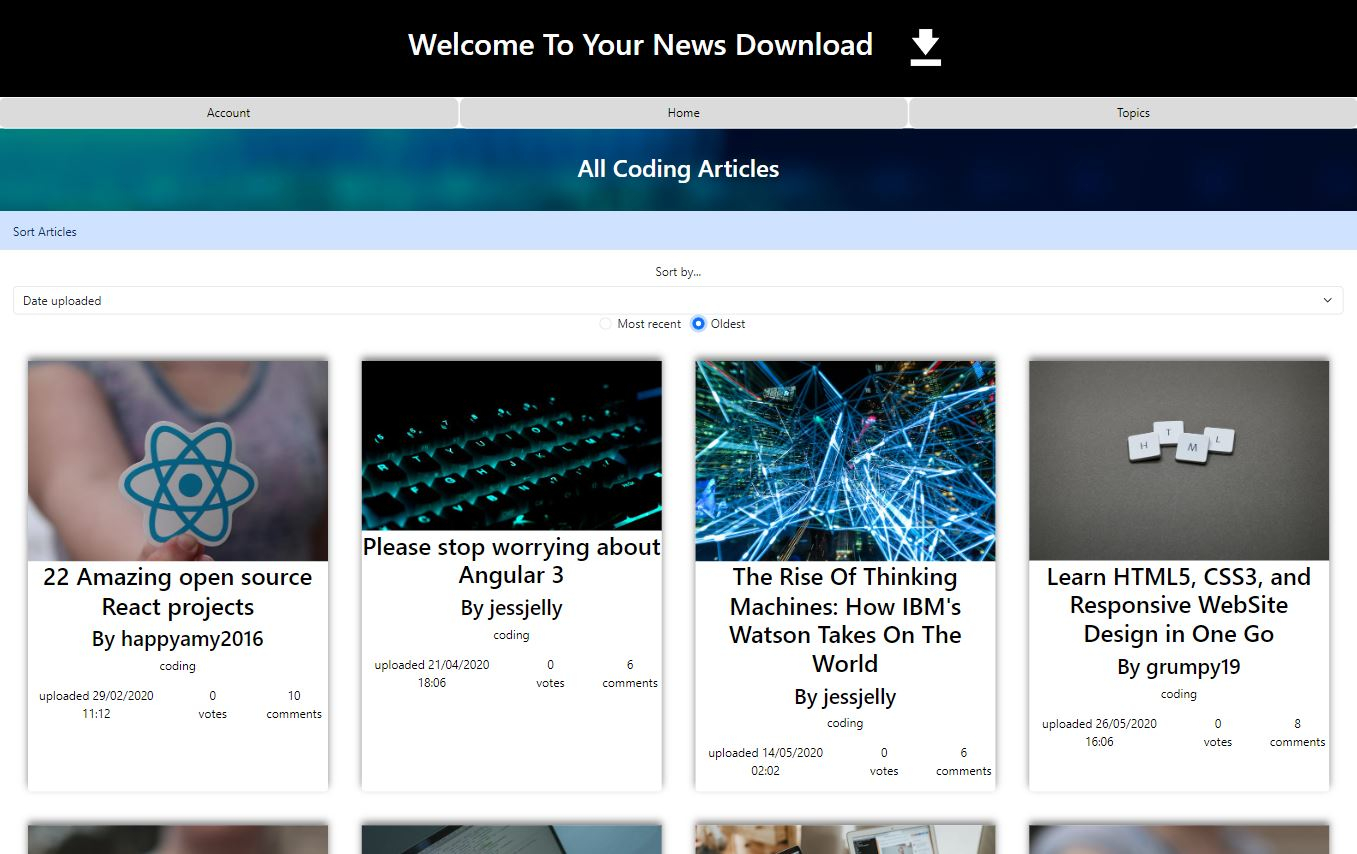 Welcome To Your News Download
Account
Home
Topics
All Coding Articles
Sort Articles
Sort by...
Date uploaded
Most recent
Oldest
22 Amazing open source
React projects
By happyamy2016
coding
uploaded 29/02/2020
11:12
0
votes
10
comments
Please stop worrying about
Angular 3
By jessjelly
coding
uploaded 21/04/2020
18:06
0
votes
6
comments
The Rise Of Thinking
Machines: How IBM's
Watson Takes On The
World
By jessjelly
coding
uploaded 14/05/2020
02:02
0
votes
6
comments
H T M L
Learn HTML5, CSS3, and
Responsive WebSite
Design in One Go
By grumpy19
coding
uploaded 26/05/2020
16:06
0
votes
8
comments